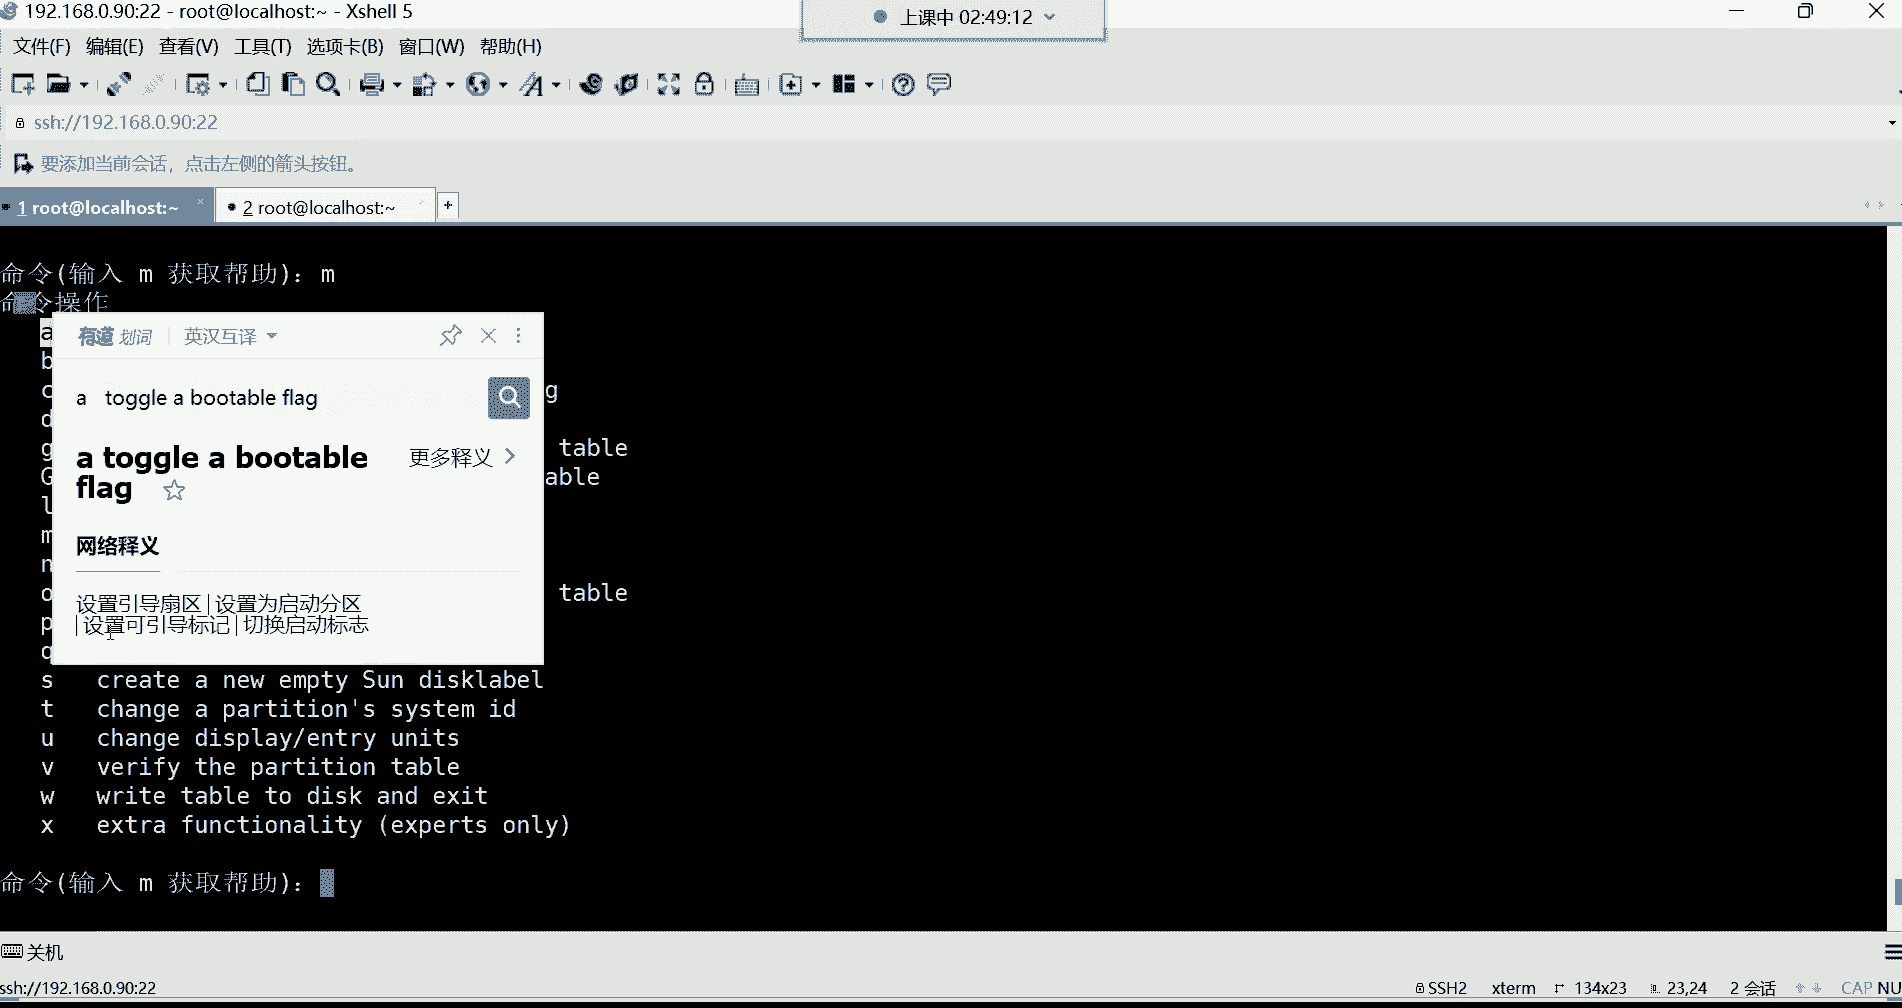 192.168.0.90:22 - root@localhost:~ - Xshell 5
上课中 02:49:12
文件(F) 编辑(E) 查看(V) 工具(T) 选项卡(B) 窗口(W) 帮助(H)
ssh://192.168.0.90:22
要添加当前会话，点击左侧的箭头按钮。
1 root@localhost:~
2 root@localhost:~
命令(输入 m 获取帮助)：m
命令操作
a
有道 划词 英汉互译
b
a toggle a bootable flag
c g
d
g table
a toggle a bootable flag
更多释义
G able
l
m
网络释义
n
o table
设置引导扇区|设置为启动分区
|设置可引导标记|切换启动标志
p
q
s create a new empty Sun disklabel
t change a partition's system id
u change display/entry units
v verify the partition table
w write table to disk and exit
x extra functionality (experts only)
命令(输入 m 获取帮助)：
关机
ssh://192.168.0.90:22
SSH2 xterm 134x23 23,24 2 会话 CAP NU